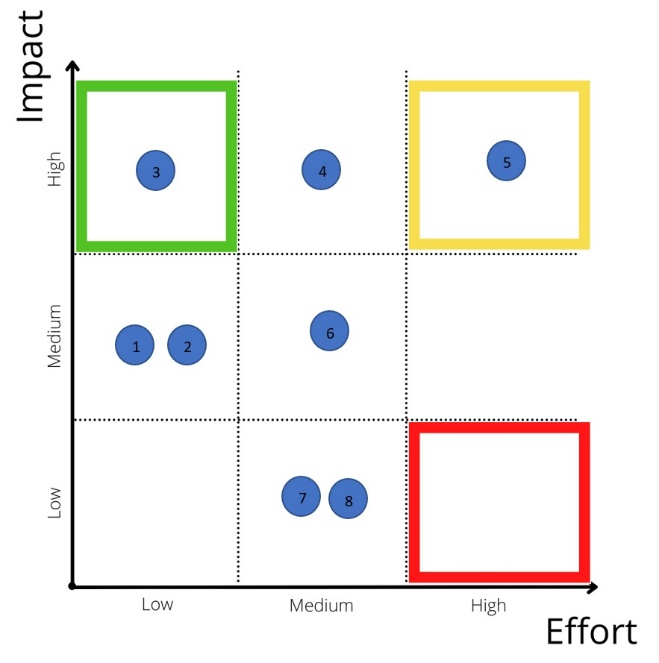 Impact
High
3
4
5
Medium
1
2
6
Low
7
8
Low
Medium
High
Effort